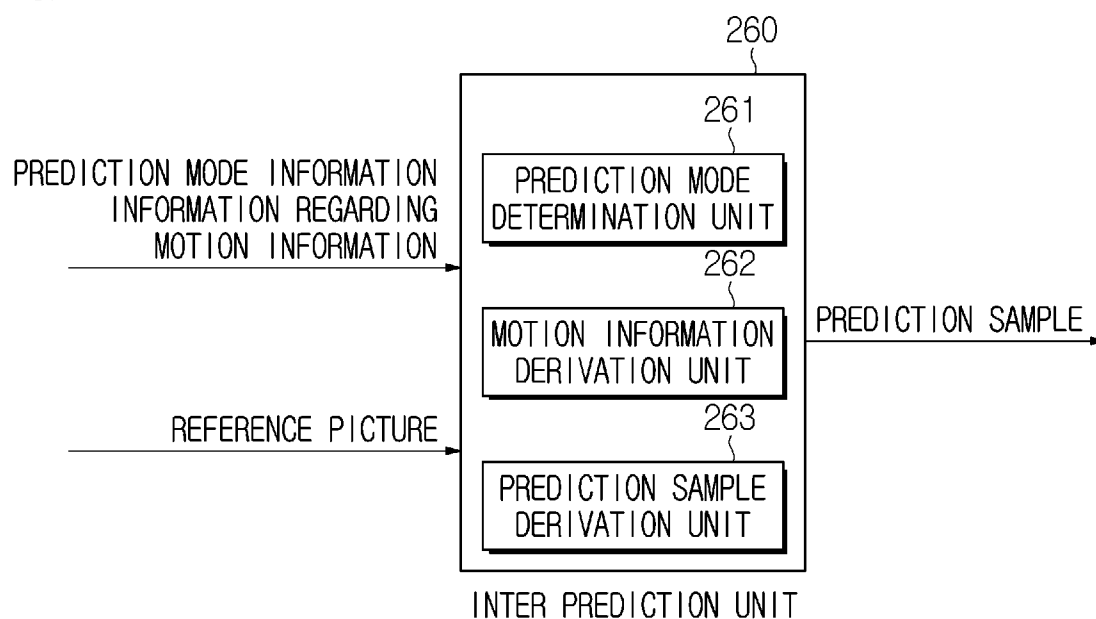 260
261
PREDICTION MODE
DETERMINATION UNIT
PREDICTION MODE INFORMATION
INFORMATION REGARDING
MOTION INFORMATION
262
MOTION INFORMATION
DERIVATION UNIT
PREDICTION SAMPLE
REFERENCE PICTURE
263
PREDICTION SAMPLE
DERIVATION UNIT
INTER PREDICTION UNIT